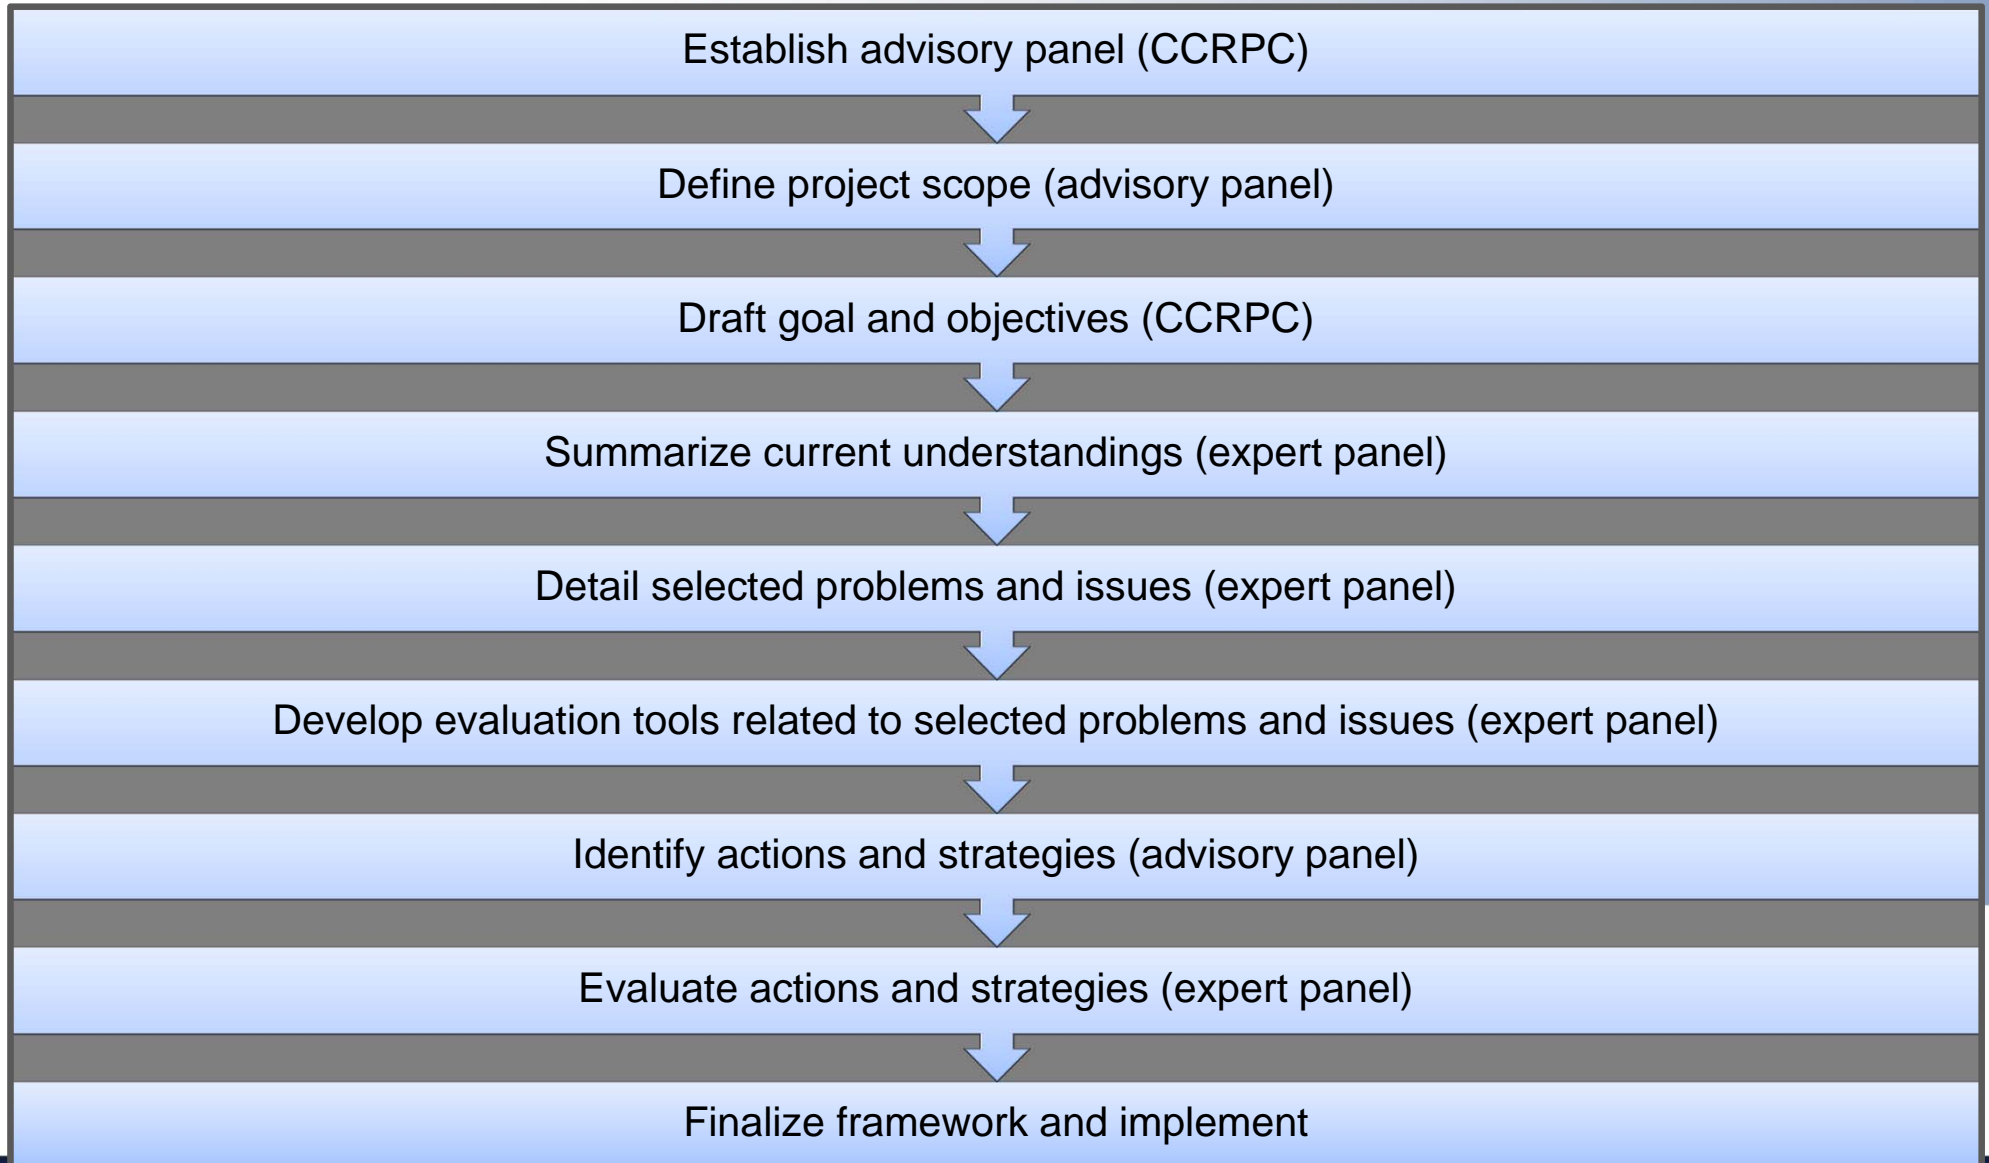 Establish advisory panel (CCRPC)
Define project scope (advisory panel)
Draft goal and objectives (CCRPC)
Summarize current understandings (expert panel)
Detail selected problems and issues (expert panel)
Develop evaluation tools related to selected problems and issues (expert panel)
Identify actions and strategies (advisory panel)
Evaluate actions and strategies (expert panel)
Finalize framework and implement